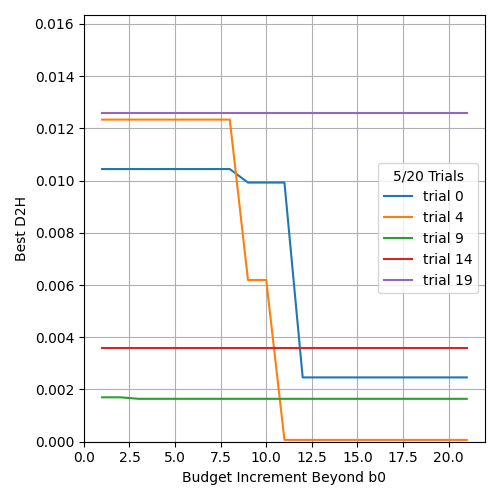 0.016
0.014
0.012
0.010
0.008
0.006
0.004
0.002
0.000
Best D2H
5/20 Trials
trial 0
trial 4
trial 9
trial 14
trial 19
0.0 2.5 5.0 7.5 10.0 12.5 15.0 17.5 20.0
Budget Increment Beyond b0